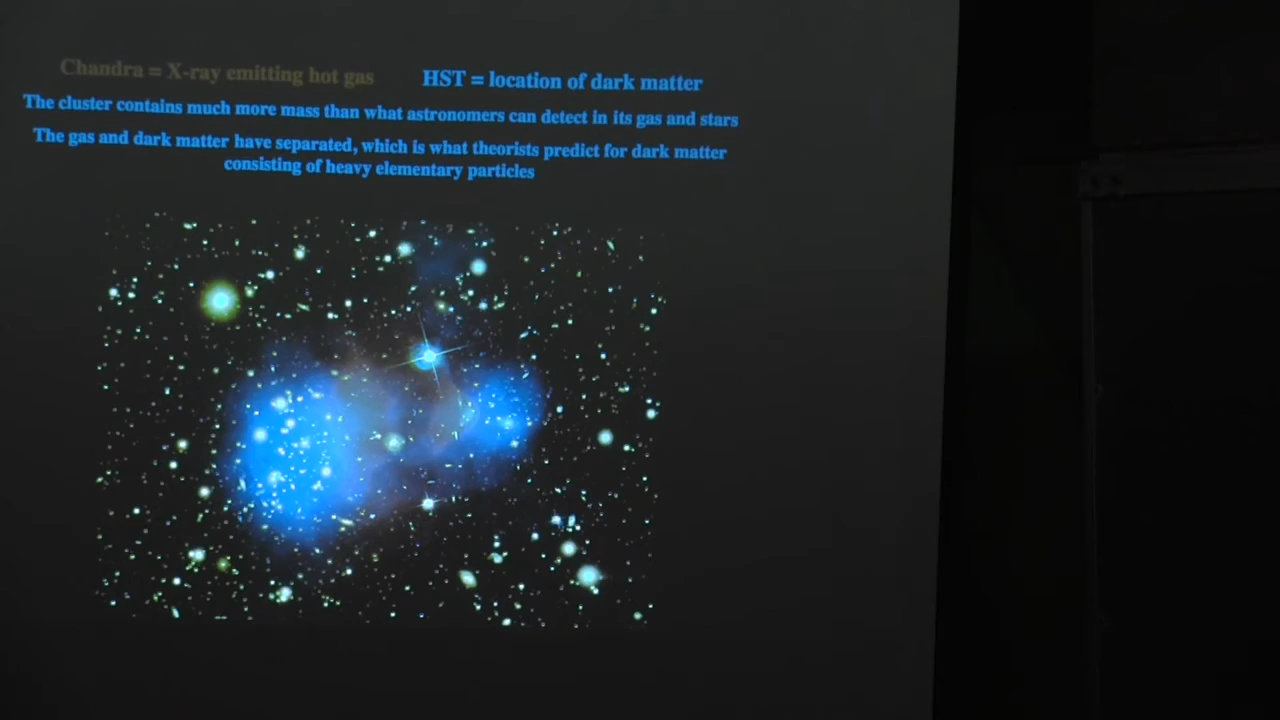 Chandra = X-ray emitting hot gas
HST = location of dark matter
The cluster contains much more mass than what astronomers can detect in its gas and stars
The gas and dark matter have separated, which is what theorists predict for dark matter
consisting of heavy elementary particles